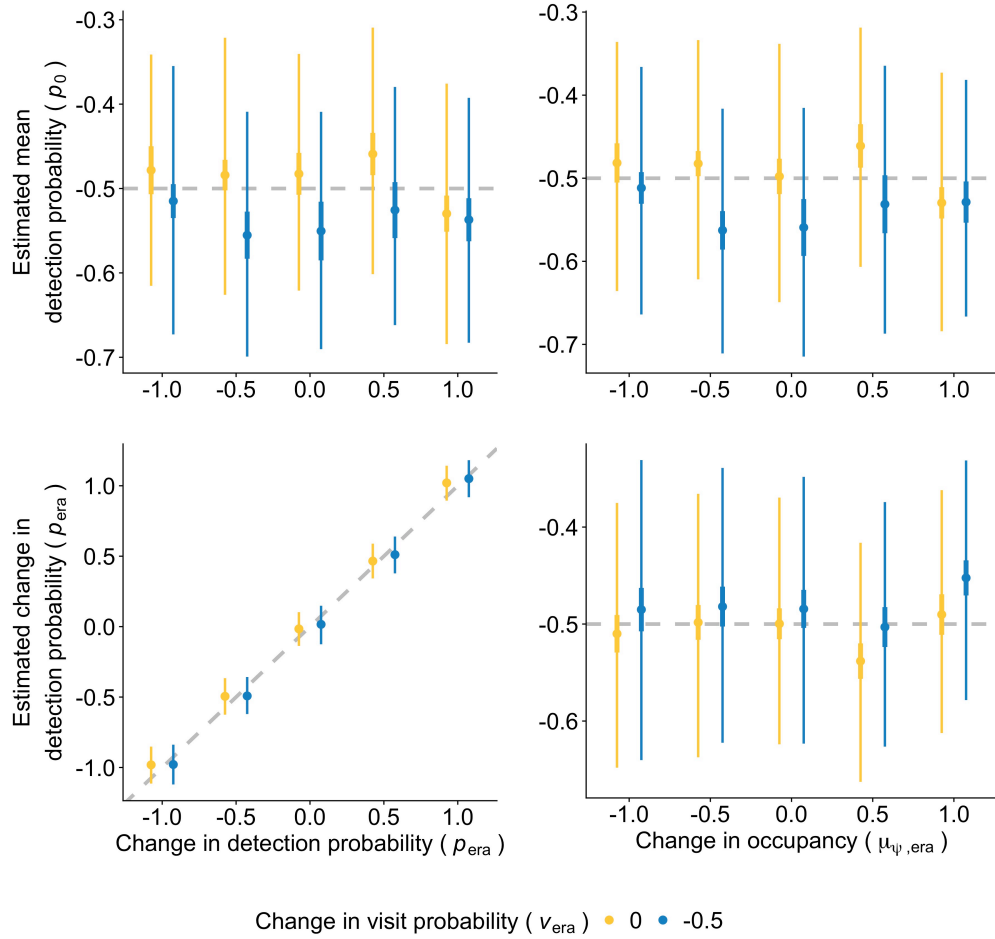 Estimated mean
detection probability ( p0 )
-0.3
-0.4
-0.5
-0.6
-0.7
-1.0 -0.5 0.0 0.5 1.0
-0.3
-0.4
-0.5
-0.6
-0.7
-1.0 -0.5 0.0 0.5 1.0
Estimated change in
detection probability ( pera )
1.0
0.5
0.0
-0.5
-1.0
-1.0 -0.5 0.0 0.5 1.0
Change in detection probability ( pera )
-0.4
-0.5
-0.6
-1.0 -0.5 0.0 0.5 1.0
Change in occupancy ( μψ ,era )
Change in visit probability ( vera ) 0 -0.5